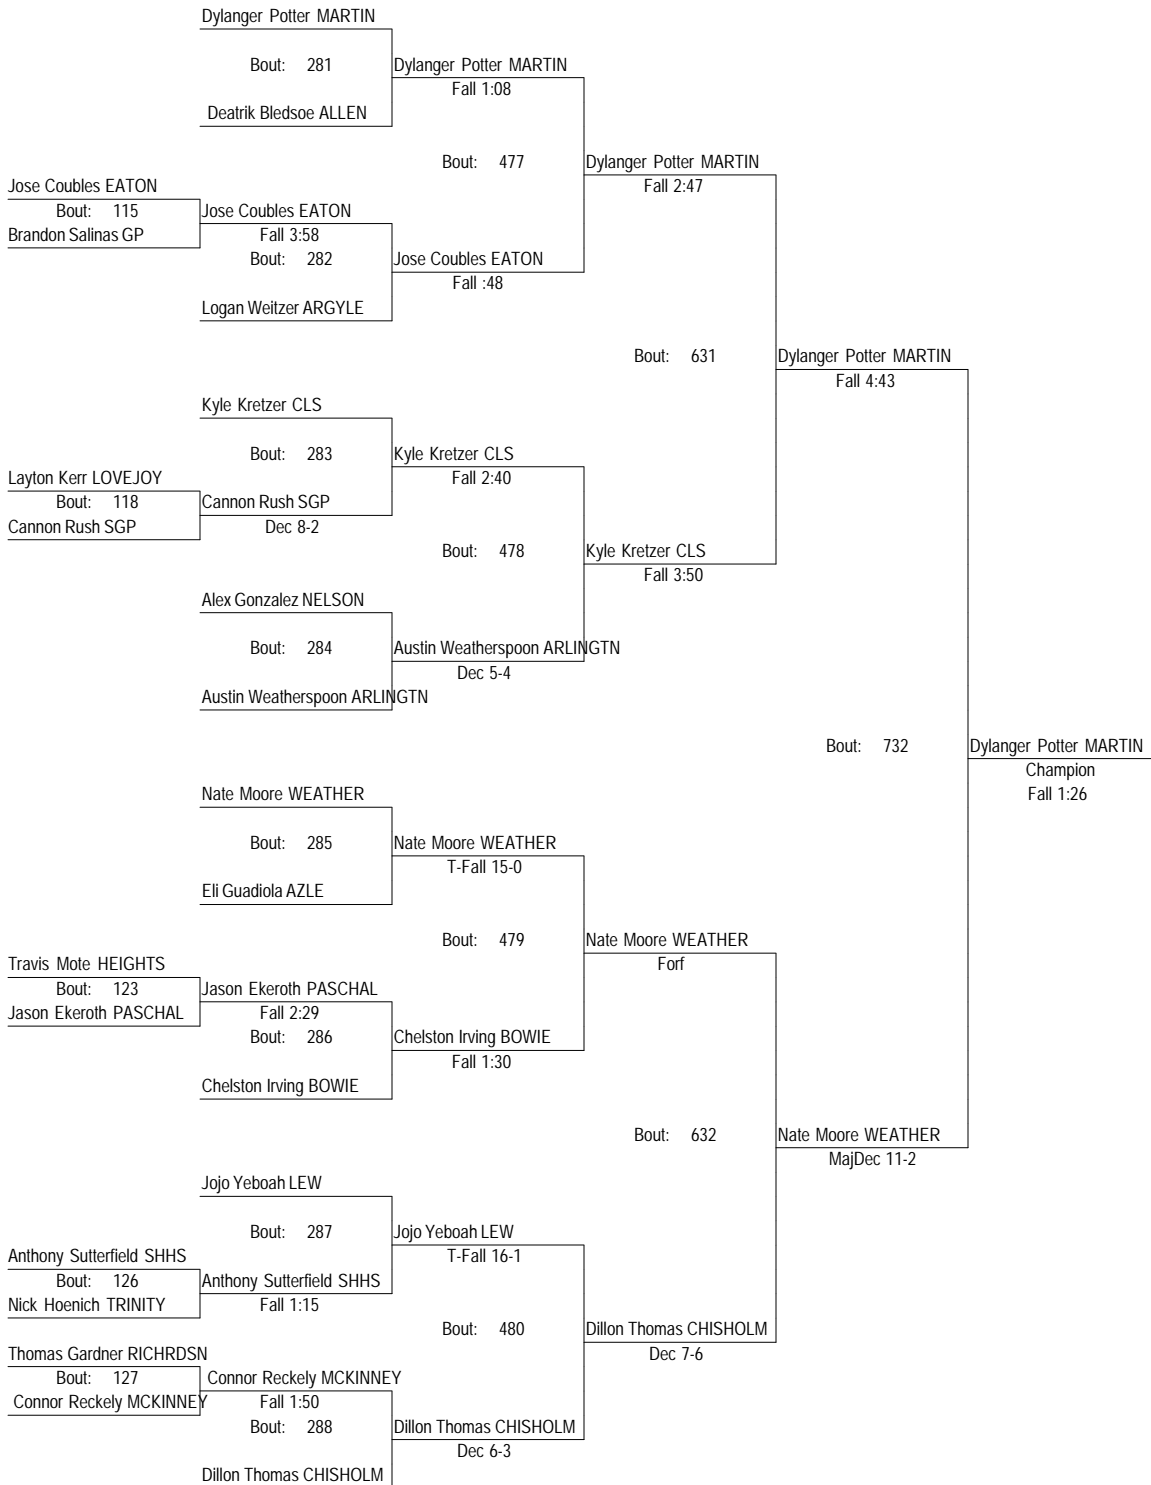 Dylanger Potter MARTIN
Bout: 281
Dylanger Potter MARTIN
Fall 1:08
Deatrik Bledsoe ALLEN
Bout: 477
Dylanger Potter MARTIN
Fall 2:47
Jose Coubles EATON
Bout: 115
Jose Coubles EATON
Brandon Salinas GP
Fall 3:58
Bout: 282
Jose Coubles EATON
Fall :48
Logan Weitzer ARGYLE
Bout: 631
Dylanger Potter MARTIN
Fall 4:43
Kyle Kretzer CLS
Bout: 283
Kyle Kretzer CLS
Fall 2:40
Layton Kerr LOVEJOY
Bout: 118
Cannon Rush SGP
Cannon Rush SGP
Dec 8-2
Bout: 478
Kyle Kretzer CLS
Fall 3:50
Alex Gonzalez NELSON
Bout: 284
Austin Weatherspoon ARLINGTN
Dec 5-4
Austin Weatherspoon ARLINGTN
Bout: 732
Dylanger Potter MARTIN
Champion
Fall 1:26
Nate Moore WEATHER
Bout: 285
Nate Moore WEATHER
T-Fall 15-0
Eli Guadiola AZLE
Bout: 479
Nate Moore WEATHER
Forf
Travis Mote HEIGHTS
Bout: 123
Jason Ekeroth PASCHAL
Jason Ekeroth PASCHAL
Fall 2:29
Bout: 286
Chelston Irving BOWIE
Fall 1:30
Chelston Irving BOWIE
Bout: 632
Nate Moore WEATHER
MajDec 11-2
Jojo Yeboah LEW
Bout: 287
Jojo Yeboah LEW
T-Fall 16-1
Anthony Sutterfield SHHS
Bout: 126
Anthony Sutterfield SHHS
Nick Hoenich TRINITY
Fall 1:15
Bout: 480
Dillon Thomas CHISHOLM
Dec 7-6
Thomas Gardner RICHRDSN
Bout: 127
Connor Reckely MCKINNEY
Connor Reckely MCKINNEY
Fall 1:50
Bout: 288
Dillon Thomas CHISHOLM
Dec 6-3
Dillon Thomas CHISHOLM